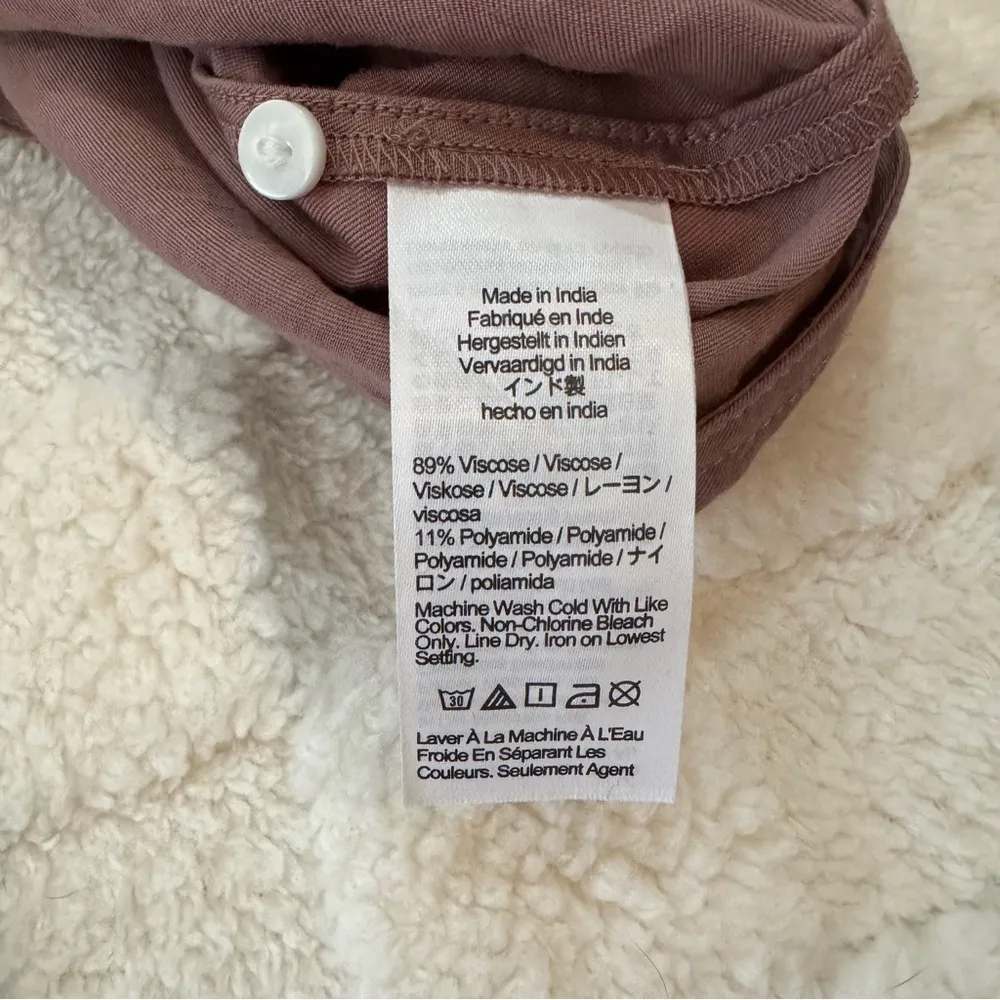 Made in India
Fabriqué en Inde
Hergestellt in Indien
Vervaardigd in India
インド製
hecho en india
89% Viscose / Viscose /
Viskose / Viscose / レーヨン /
viscosa
11% Polyamide / Polyamide /
Polyamide / Polyamide / ナイ
ロン / poliamida
Machine Wash Cold With Like
Colors. Non-Chlorine Bleach
Only. Line Dry. Iron on Lowest
Setting.
30
Laver À La Machine À L'Eau
Froide En Séparant Les
Couleurs. Seulement Agent